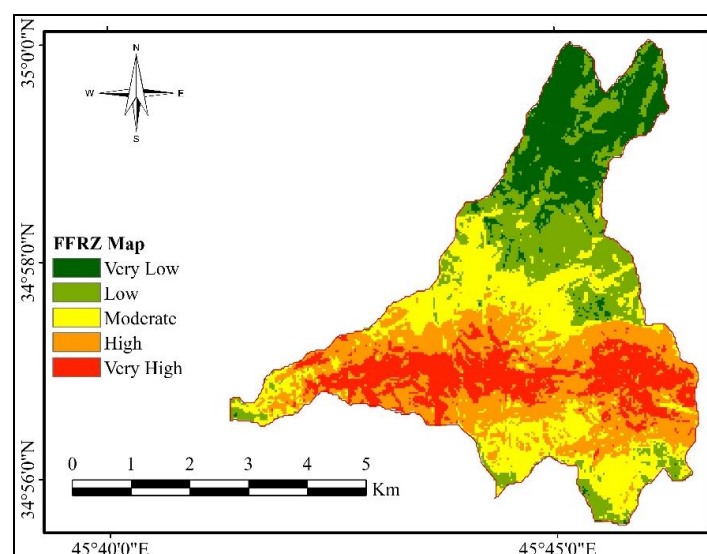 35°0'0"N
N
W E
S
34°58'0"N
FFRZ Map
Very Low
Low
Moderate
High
Very High
34°56'0"N
0 1 2 3 4 5
Km
45°40'0"E 45°45'0"E